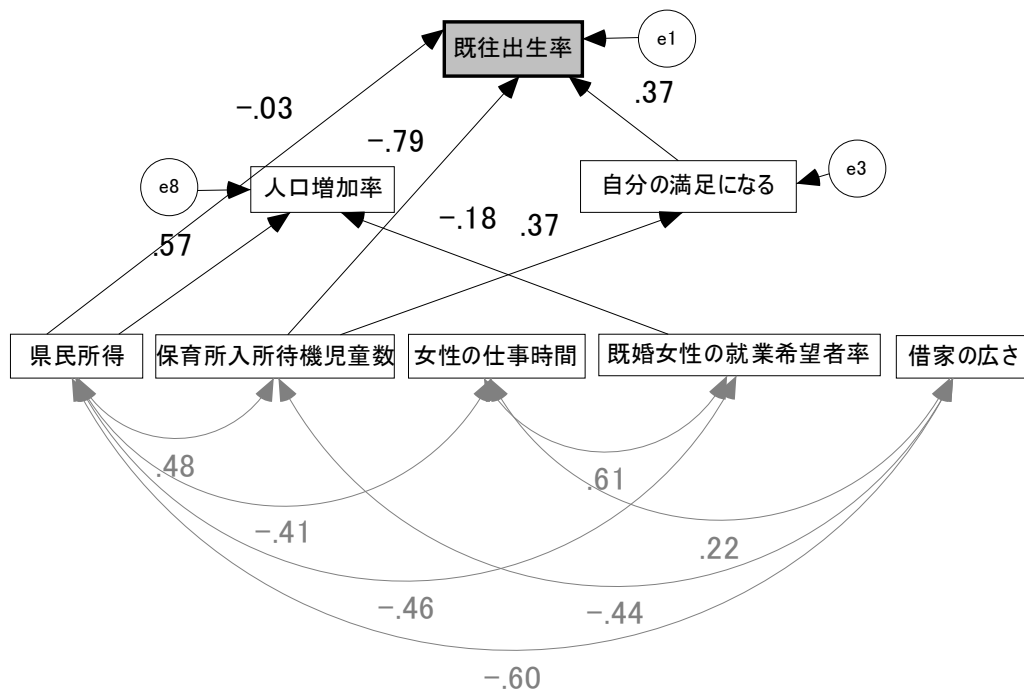 既往出生率
e1
-.03
.37
-.79
e8
人口増加率
自分の満足になる
e3
.57
-.18
.37
県民所得
保育所入所待機児童数
女性の仕事時間
既婚女性の就業希望者率
借家の広さ
.48
.61
-.41
.22
-.46
-.44
-.60